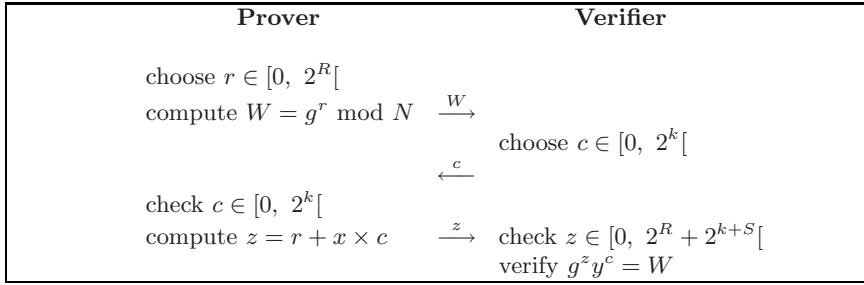 Prover Verifier
choose r ∈ [0, 2^R[
compute W = g^r mod N W ⟶
choose c ∈ [0, 2^k[
c ⟵
check c ∈ [0, 2^k[
compute z = r + x × c z ⟶ check z ∈ [0, 2^R + 2^{k+S}[
verify g^z y^c = W